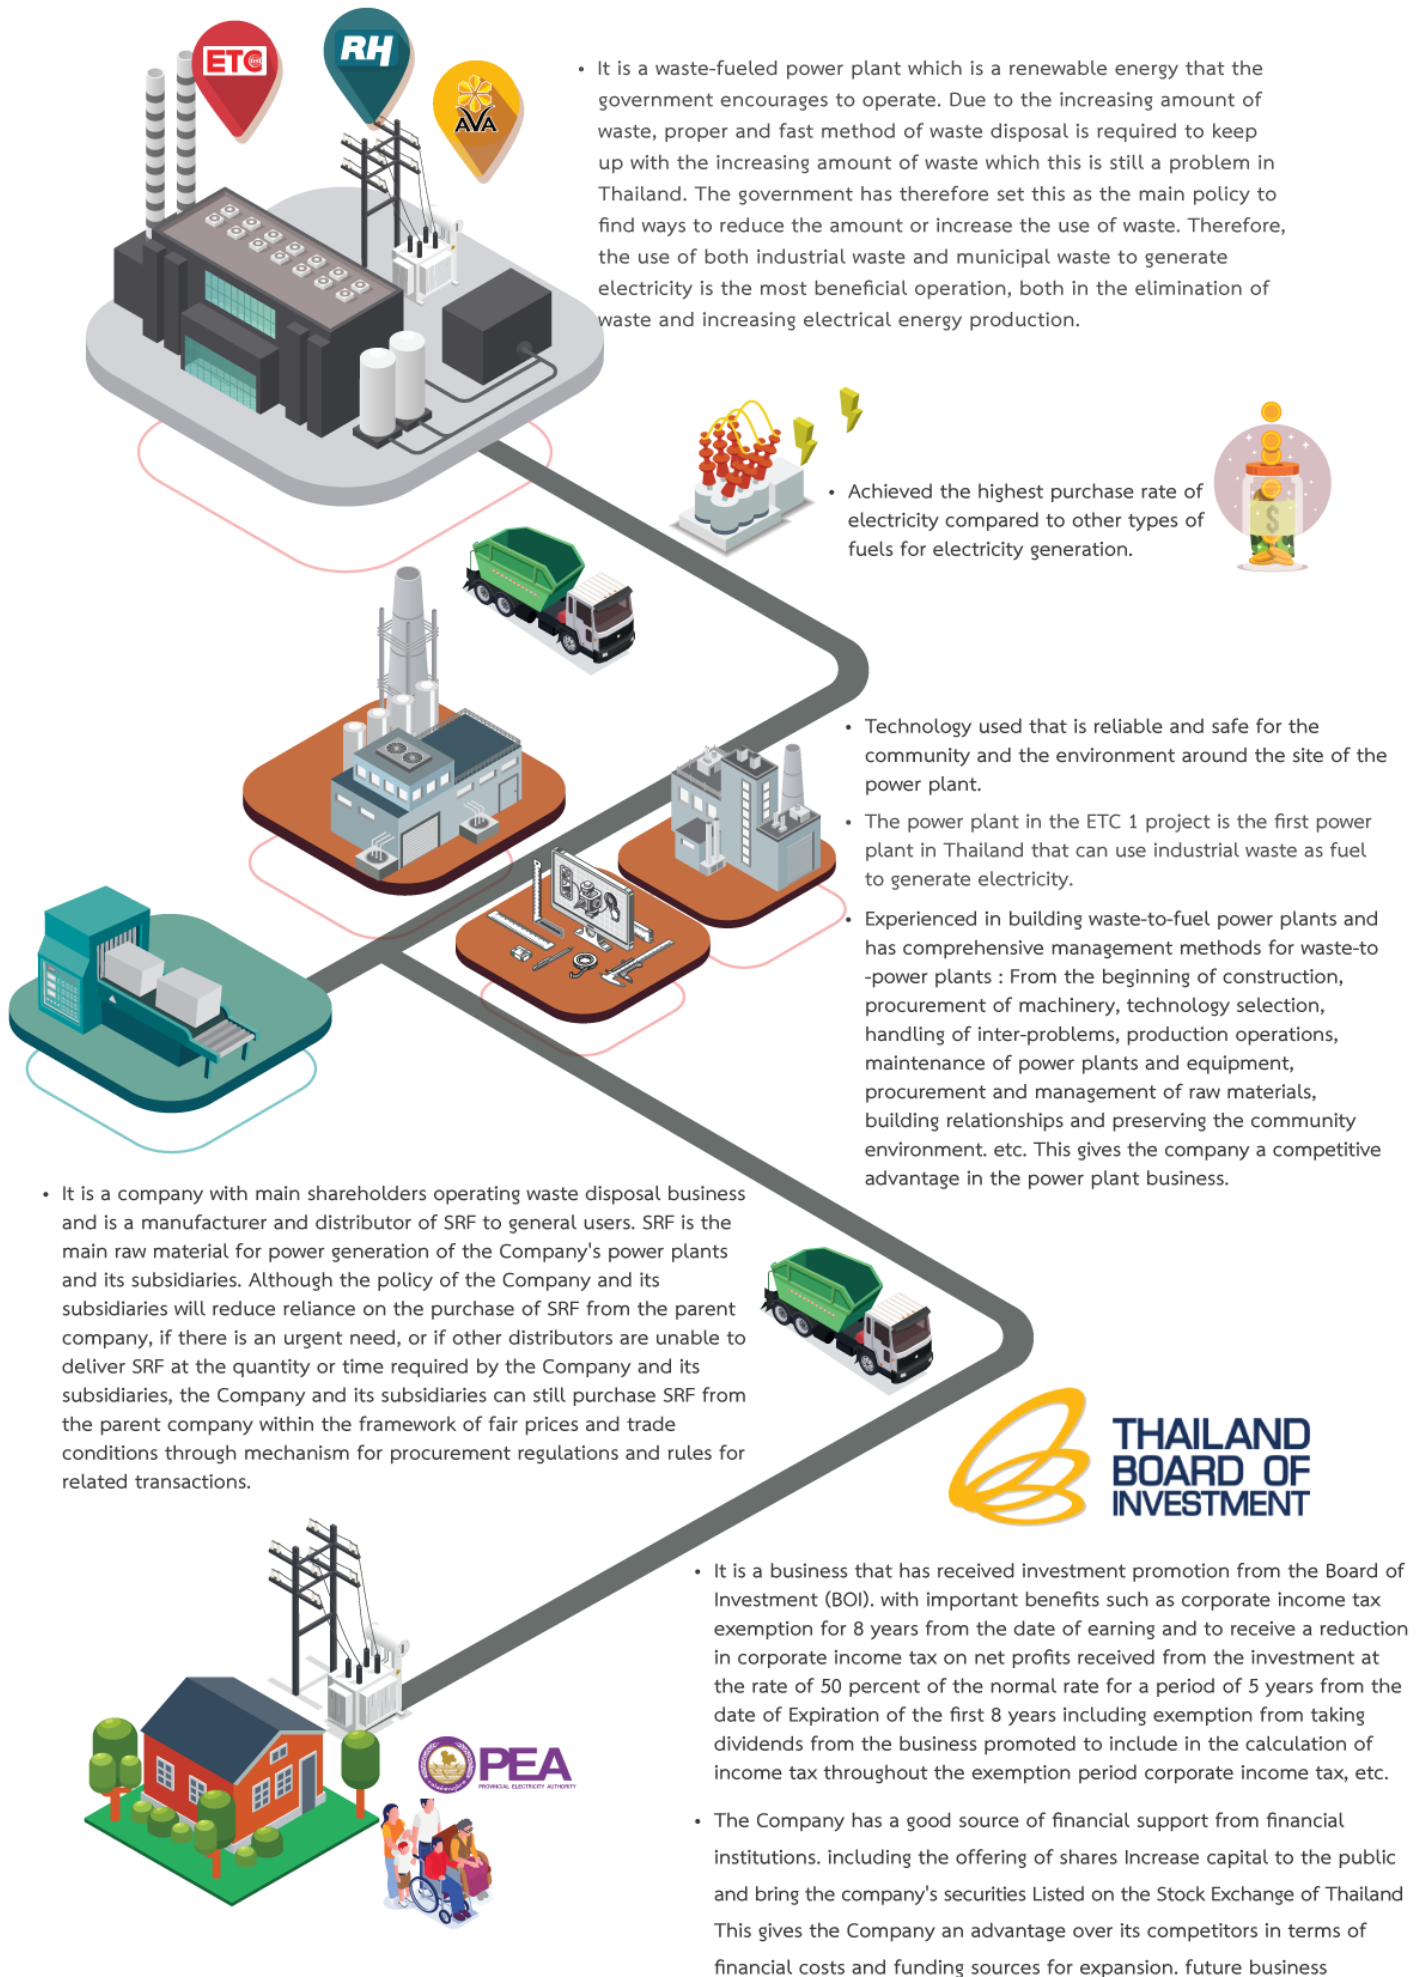 ETC
RH
AVA
• It is a waste-fueled power plant which is a renewable energy that the
government encourages to operate. Due to the increasing amount of
waste, proper and fast method of waste disposal is required to keep
up with the increasing amount of waste which this is still a problem in
Thailand. The government has therefore set this as the main policy to
find ways to reduce the amount or increase the use of waste. Therefore,
the use of both industrial waste and municipal waste to generate
electricity is the most beneficial operation, both in the elimination of
waste and increasing electrical energy production.
• Achieved the highest purchase rate of
electricity compared to other types of
fuels for electricity generation.
$
• Technology used that is reliable and safe for the
community and the environment around the site of the
power plant.
• The power plant in the ETC 1 project is the first power
plant in Thailand that can use industrial waste as fuel
to generate electricity.
• Experienced in building waste-to-fuel power plants and
has comprehensive management methods for waste-to
-power plants : From the beginning of construction,
procurement of machinery, technology selection,
handling of inter-problems, production operations,
maintenance of power plants and equipment,
procurement and management of raw materials,
building relationships and preserving the community
environment. etc. This gives the company a competitive
advantage in the power plant business.
• It is a company with main shareholders operating waste disposal business
and is a manufacturer and distributor of SRF to general users. SRF is the
main raw material for power generation of the Company's power plants
and its subsidiaries. Although the policy of the Company and its
subsidiaries will reduce reliance on the purchase of SRF from the parent
company, if there is an urgent need, or if other distributors are unable to
deliver SRF at the quantity or time required by the Company and its
subsidiaries, the Company and its subsidiaries can still purchase SRF from
the parent company within the framework of fair prices and trade
conditions through mechanism for procurement regulations and rules for
related transactions.
THAILAND
BOARD OF
INVESTMENT
• It is a business that has received investment promotion from the Board of
Investment (BOI). with important benefits such as corporate income tax
exemption for 8 years from the date of earning and to receive a reduction
in corporate income tax on net profits received from the investment at
the rate of 50 percent of the normal rate for a period of 5 years from the
date of Expiration of the first 8 years including exemption from taking
dividends from the business promoted to include in the calculation of
income tax throughout the exemption period corporate income tax, etc.
PEA
PROVINCIAL ELECTRICITY AUTHORITY
• The Company has a good source of financial support from financial
institutions. including the offering of shares Increase capital to the public
and bring the company's securities Listed on the Stock Exchange of Thailand
This gives the Company an advantage over its competitors in terms of
financial costs and funding sources for expansion. future business